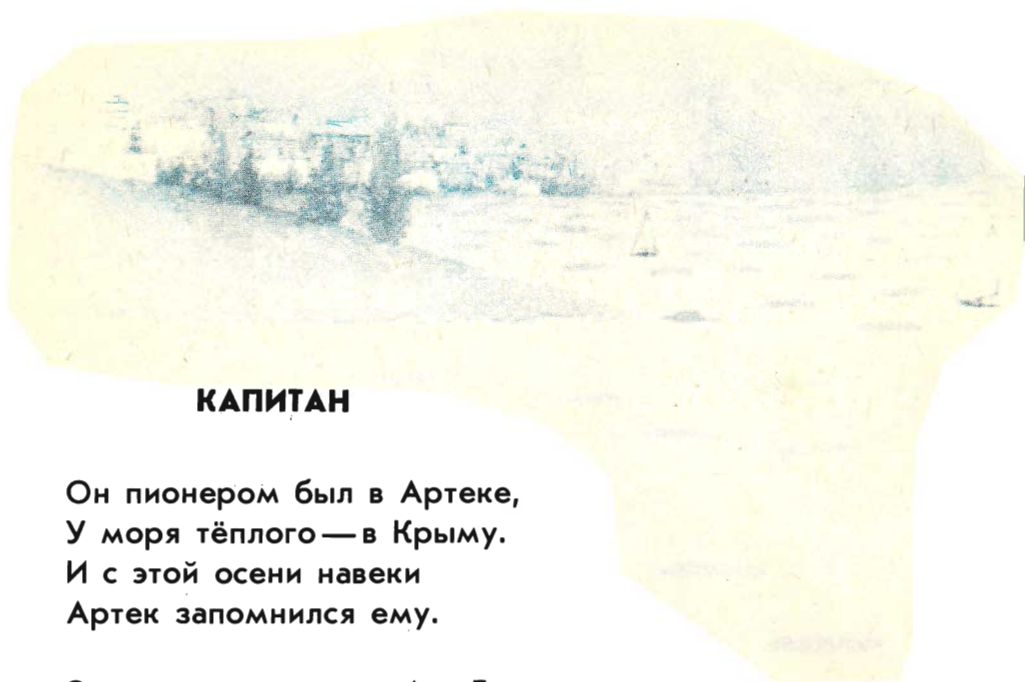 КАПИТАН
Он пионером был в Артеке,
У моря тёплого — в Крыму.
И с этой осени навеки
Артек запомнился ему.